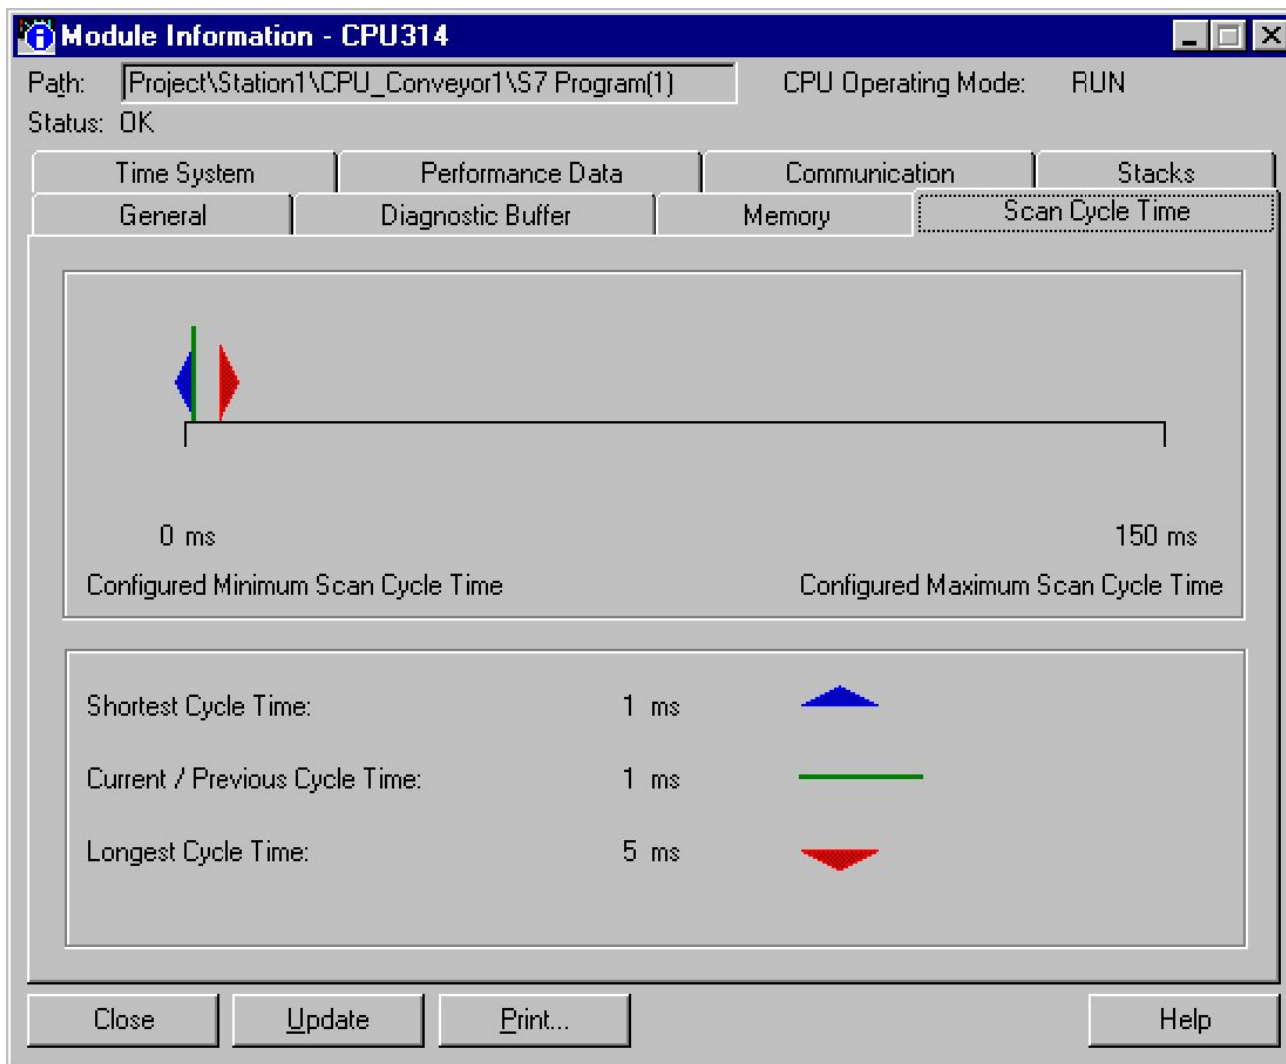 Module Information - CPU314
Path: Project\Station1\CPU_Conveyor1\S7 Program(1) CPU Operating Mode: RUN
Status: OK
Time System Performance Data Communication Stacks
General Diagnostic Buffer Memory Scan Cycle Time
0 ms 150 ms
Configured Minimum Scan Cycle Time Configured Maximum Scan Cycle Time
Shortest Cycle Time: 1 ms
Current / Previous Cycle Time: 1 ms
Longest Cycle Time: 5 ms
Close Update Print... Help